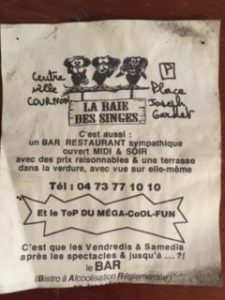 Centre
ville
COURNON
P
Place
Joseph
Gardet
LA BAIE
DES SINGES
C'est aussi :
un BAR RESTAURANT sympathique
ouvert MIDI & SOIR
avec des prix raisonnables & une terrasse
dans la verdure, avec vue sur elle-même
Tél : 04 73 77 10 10
Et le ToP DU MÉGA-CoOL-FUN
C'est que les Vendredis & Samedis
après les spectacles & jusqu'à ... ?!
le BAR
(Bistro à Alcoolisation Réglementée)